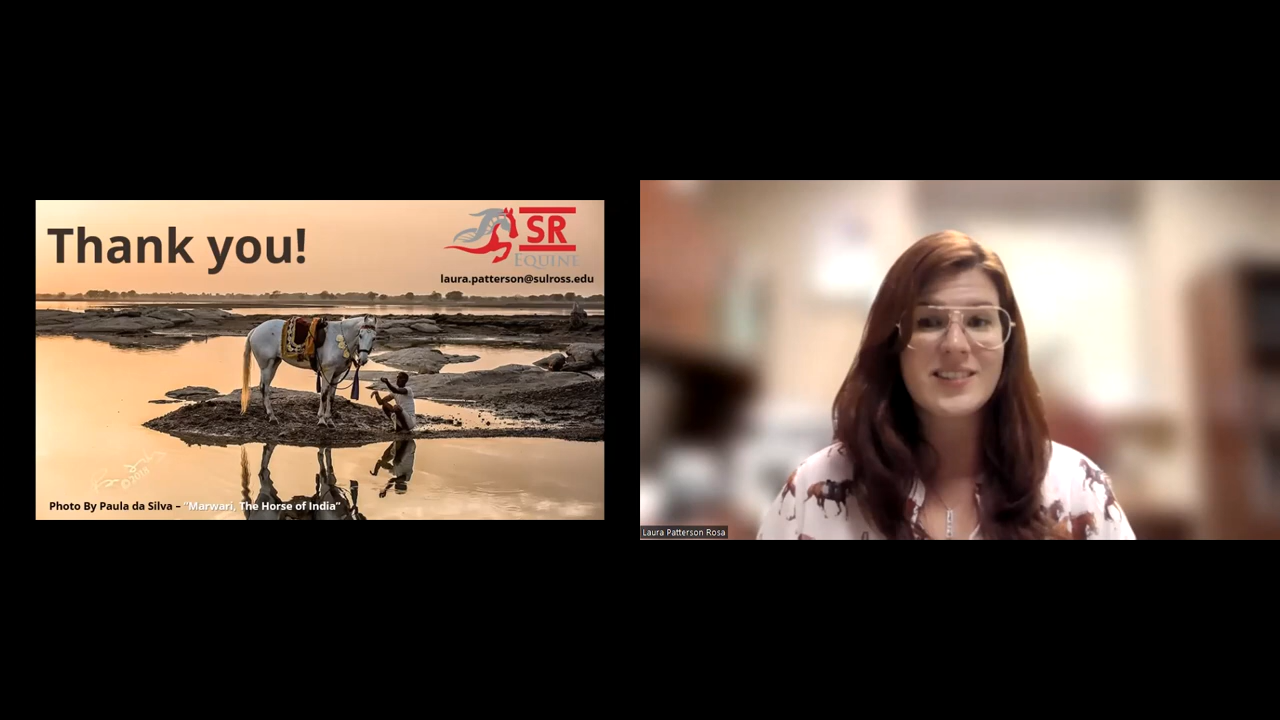 Thank you!
SR
EQUINE
laura.patterson@sulross.edu
©2013
Photo By Paula da Silva – "Marwari, The Horse of India"
Laura Patterson Rosa